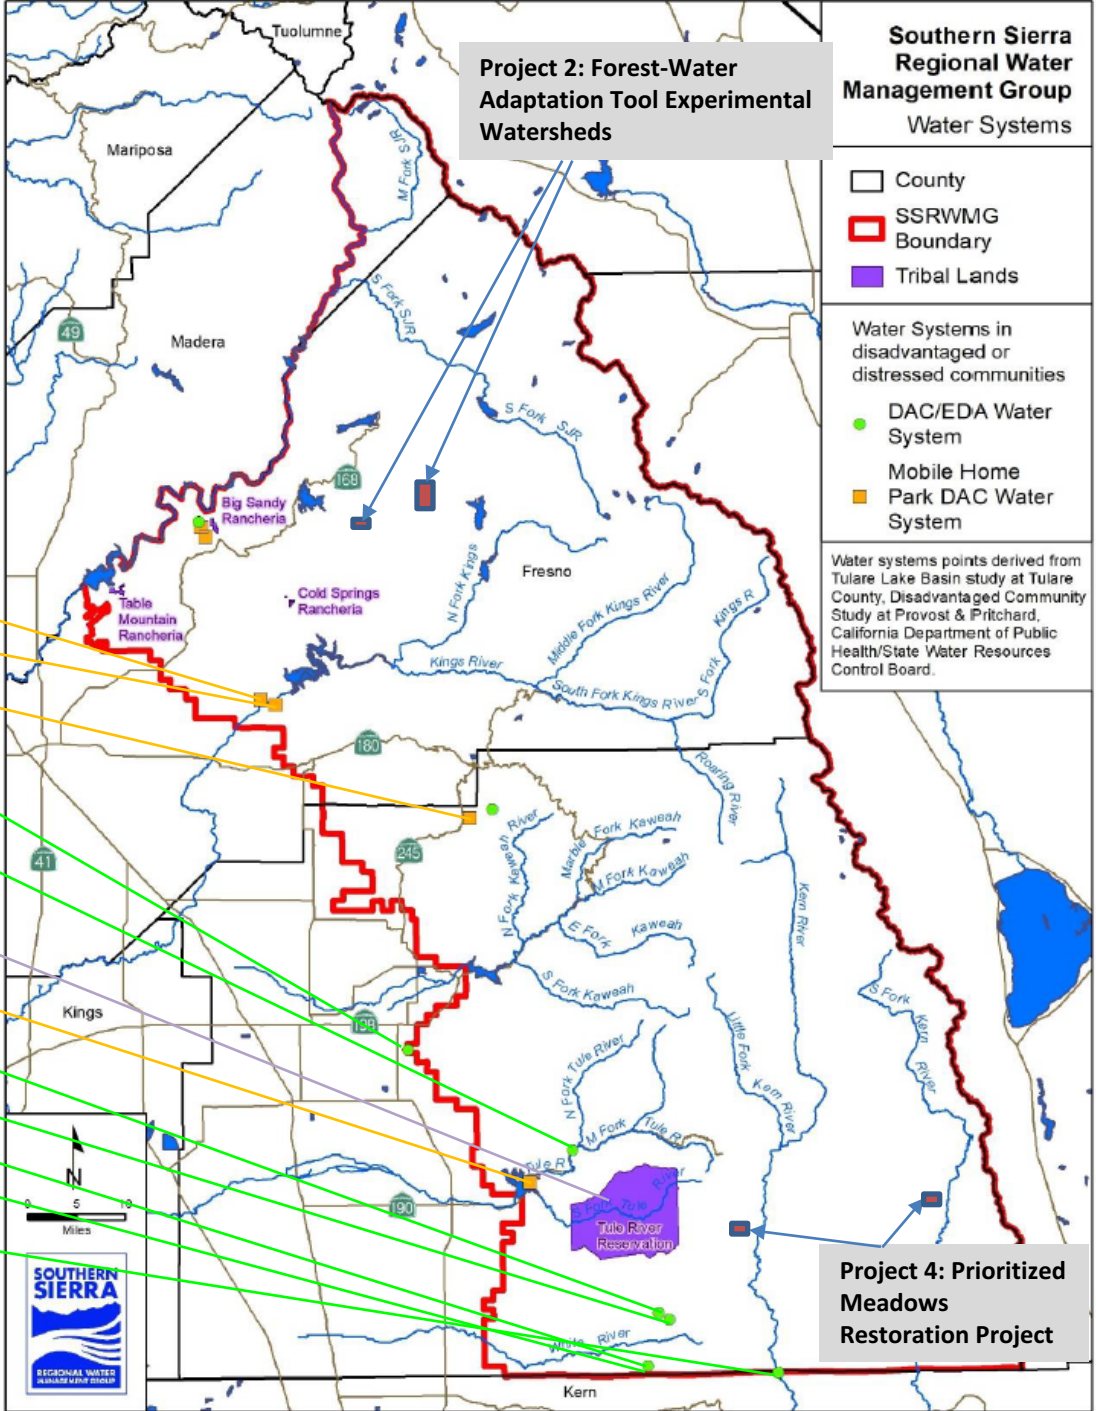 Southern Sierra
Regional Water
Management Group
Water Systems
County
SSRWMG
Boundary
Tribal Lands
Water Systems in
disadvantaged or
distressed communities
DAC/EDA Water
System
Mobile Home
Park DAC Water
System
Water systems points derived from
Tulare Lake Basin study at Tulare
County, Disadvantaged Community
Study at Provost & Pritchard,
California Department of Public
Health/State Water Resources
Control Board.
Project 2: Forest-Water
Adaptation Tool Experimental
Watersheds
Tuolumne
Mariposa
M Fork SJR
49
Madera
S Fork SJR
S Fork SJR
168
Big Sandy
Rancheria
Fresno
N Fork Kings
Cold Springs
Rancheria
Table
Mountain
Rancheria
Middle Fork Kings River
Kings R
S Fork
Kings River
South Fork Kings River
180
Roaring River
245
41
N Fork Kaweah River
Marble Fork Kaweah
M Fork Kaweah
E Fork Kaweah
Kern River
S Fork Kaweah
S Fork Kern River
Kings
198
Little Fork Kern River
N Fork Tule River
M Fork Tule R
Tule R
S Fork Tule River
Tule River
Reservation
190
N
0 5 10
Miles
SOUTHERN
SIERRA
REGIONAL WATER
MANAGEMENT GROUP
Project 4: Prioritized
Meadows
Restoration Project
White River
Kern